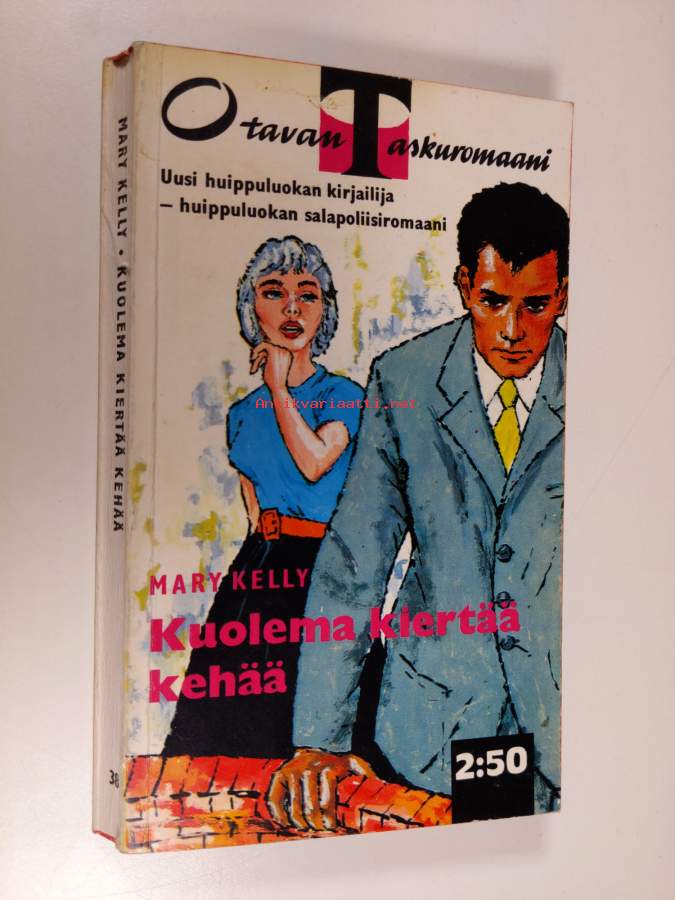 Otavan Taskuromaani
Uusi huippuluokan kirjailija
– huippuluokan salapoliisiromaani
Antikvariaatti.net
MARY KELLY
Kuolema kiertää
kehää
2:50
MARY KELLY • KUOLEMA KIERTÄÄ KEHÄÄ
38